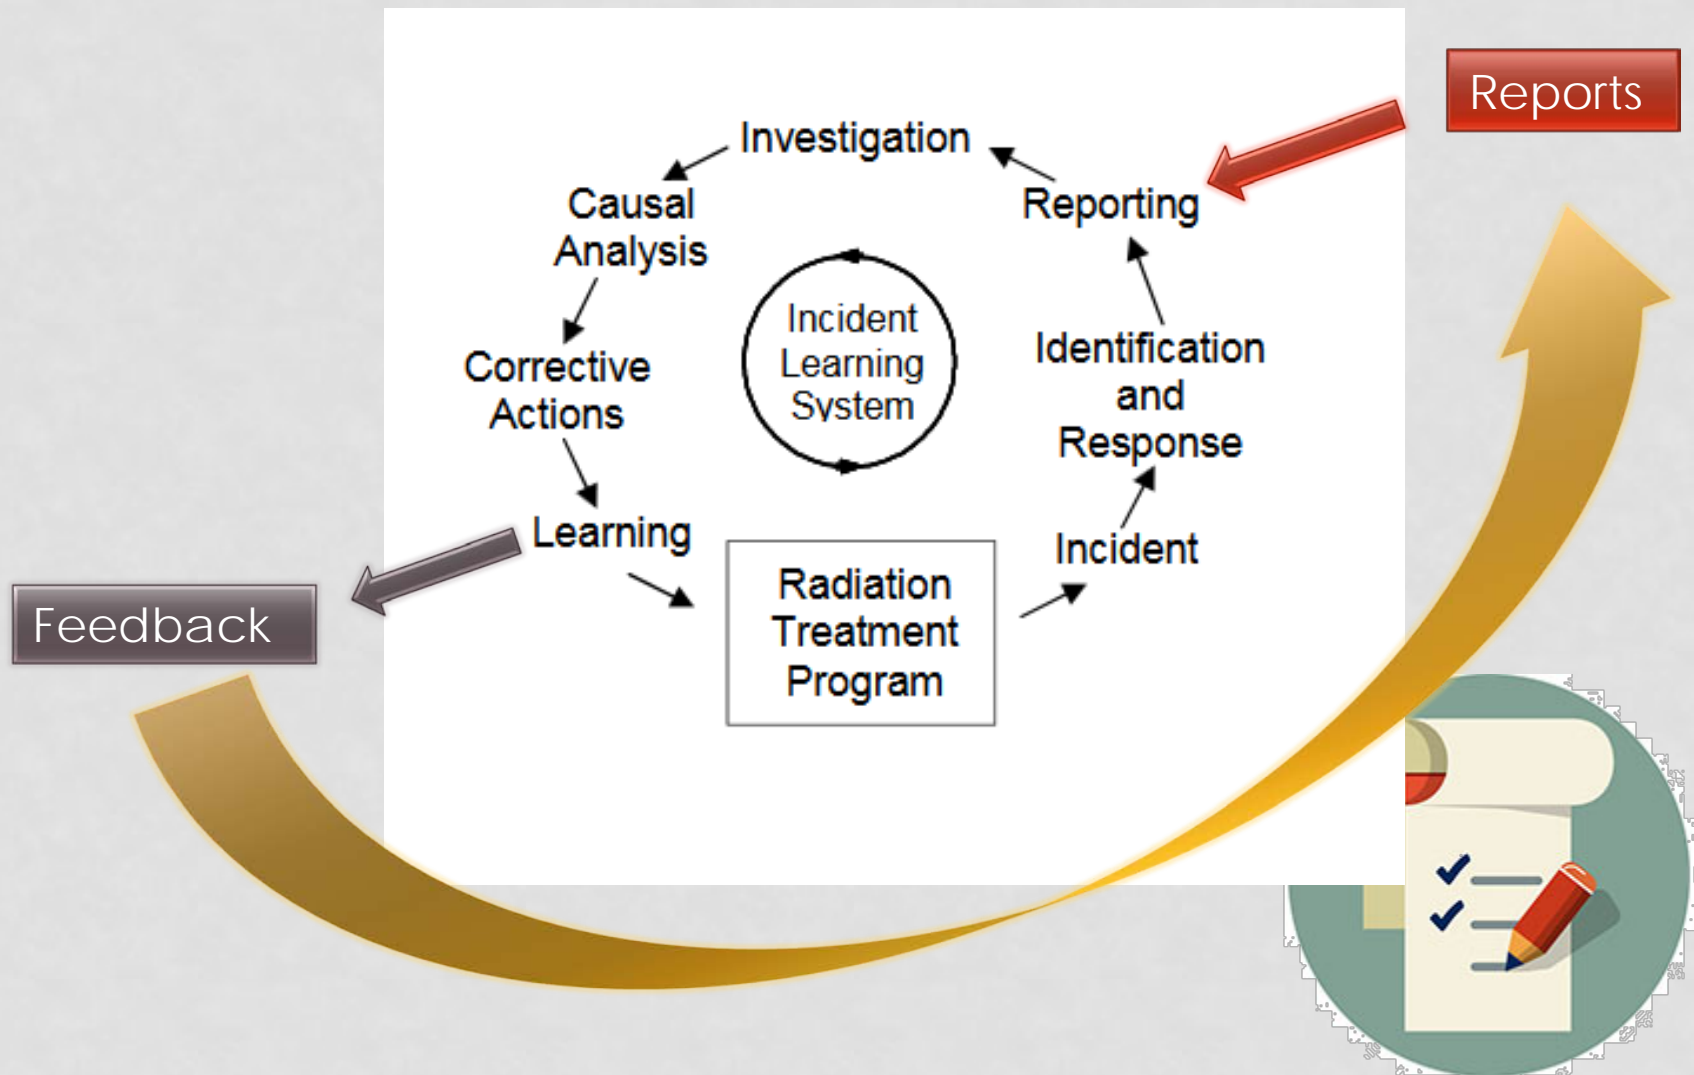 Reports
Investigation
Causal
Analysis
Reporting
Incident
Learning
System
Identification
and
Response
Corrective
Actions
Learning
Incident
Radiation
Treatment
Program
Feedback